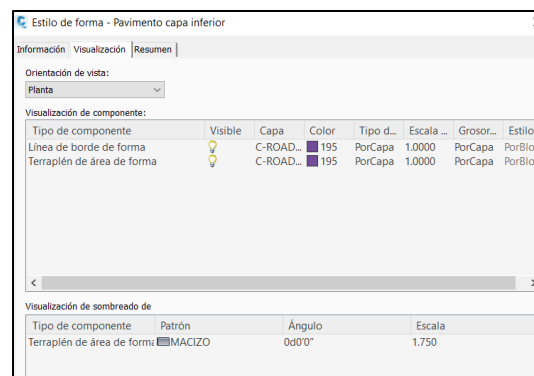 Estilo de forma - Pavimento capa inferior
Información Visualización Resumen
Orientación de vista:
Planta
Visualización de componente:
Tipo de componente Visible Capa Color Tipo d... Escala ... Grosor... Estilo
Línea de borde de forma C-ROAD... 195 PorCapa 1.0000 PorCapa PorBlo
Terraplén de área de forma C-ROAD... 195 PorCapa 1.0000 PorCapa PorBlo
Visualización de sombreado de
Tipo de componente Patrón Ángulo Escala
Terraplén de área de forma MACIZO 0d0'0" 1.750